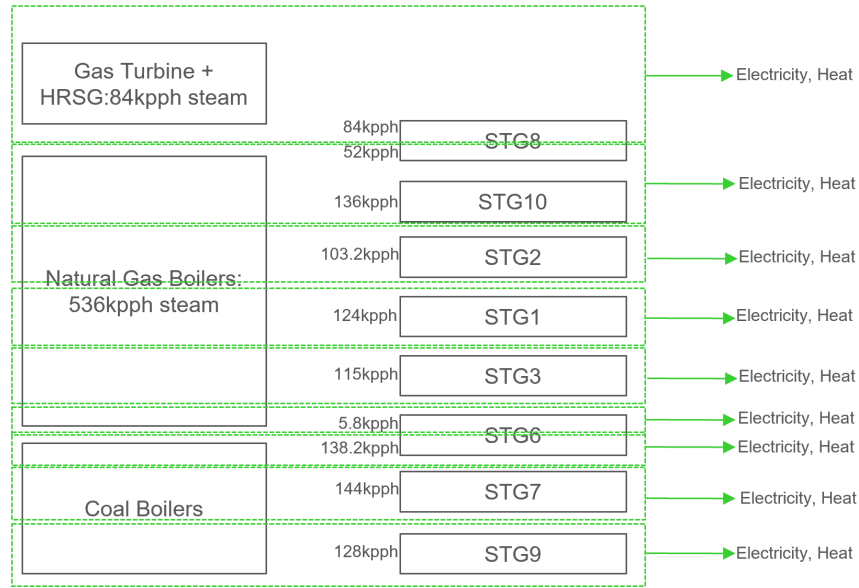 Gas Turbine +
HRSG:84kpph steam
Electricity, Heat
84kpph
STG8
52kpph
Electricity, Heat
136kpph
STG10
103.2kpph
STG2
Electricity, Heat
Natural Gas Boilers:
536kpph steam
124kpph
STG1
Electricity, Heat
115kpph
STG3
Electricity, Heat
5.8kpph
STG6
Electricity, Heat
138.2kpph
Electricity, Heat
Coal Boilers
144kpph
STG7
Electricity, Heat
128kpph
STG9
Electricity, Heat